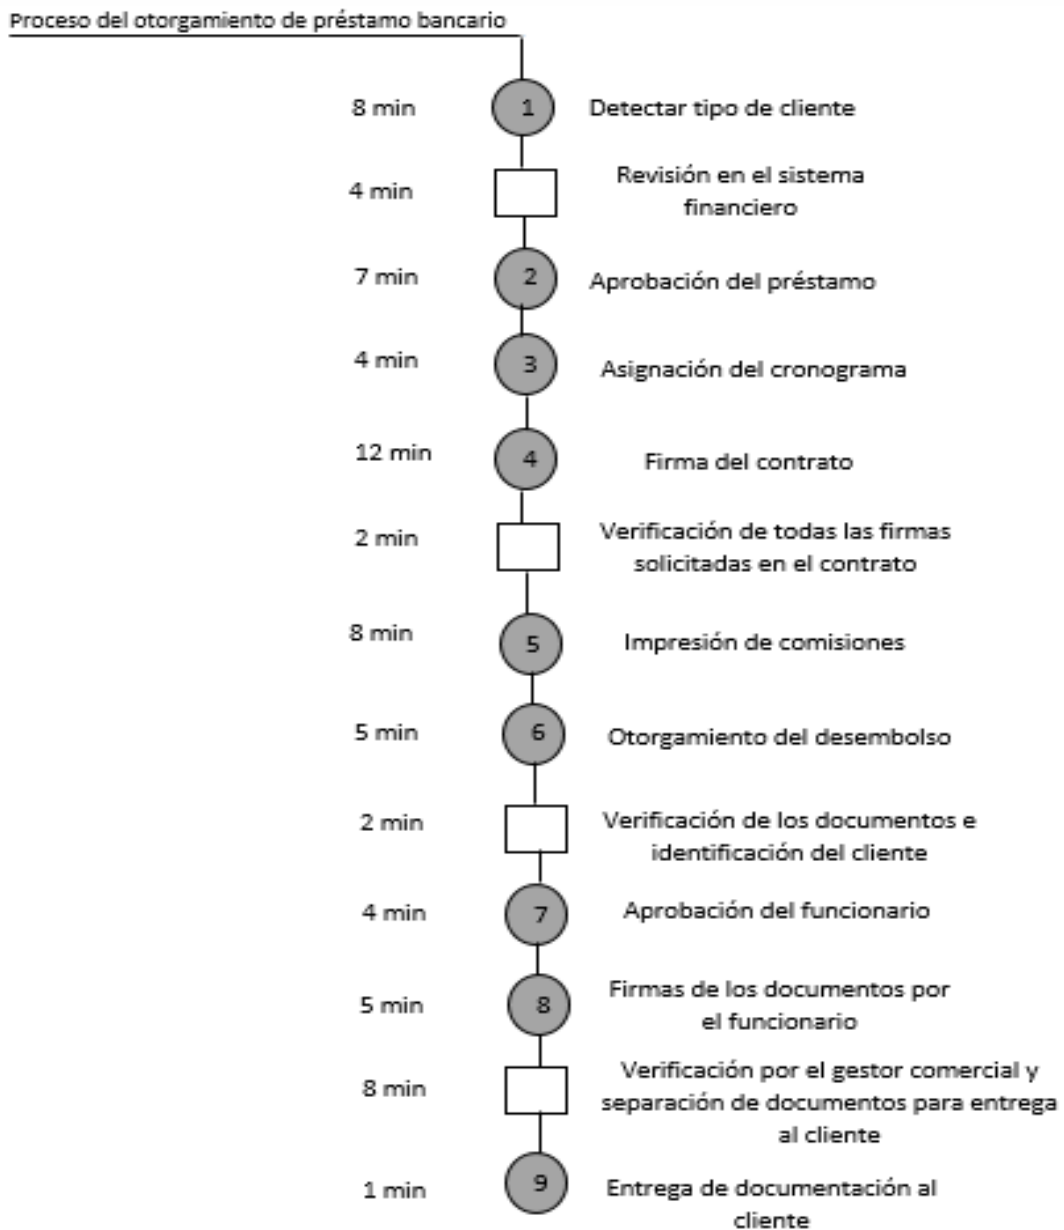 Proceso del otorgamiento de préstamo bancario
8 min 1 Detectar tipo de cliente
4 min Revisión en el sistema
financiero
7 min 2 Aprobación del préstamo
4 min 3 Asignación del cronograma
12 min 4 Firma del contrato
2 min Verificación de todas las firmas
solicitadas en el contrato
8 min 5 Impresión de comisiones
5 min 6 Otorgamiento del desembolso
2 min Verificación de los documentos e
identificación del cliente
4 min 7 Aprobación del funcionario
5 min 8 Firmas de los documentos por
el funcionario
8 min Verificación por el gestor comercial y
separación de documentos para entrega
al cliente
1 min 9 Entrega de documentación al
cliente